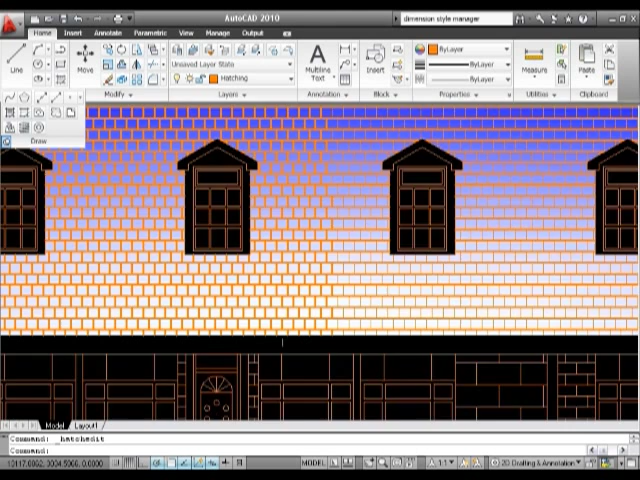 AutoCAD 2010
dimension style manager
Home Insert Annotate Parametric View Manage Output
Line
Move
Unsaved Layer State
Hatching
Multiline
Text
Insert
ByLayer
ByLayer
ByLayer
Measure
Paste
Modify
Layers
Annotation
Block
Properties
Utilities
Clipboard
Draw
Model Layout1
Command: _hatchedit
Command:
MODEL
1:1
2D Drafting & Annotation